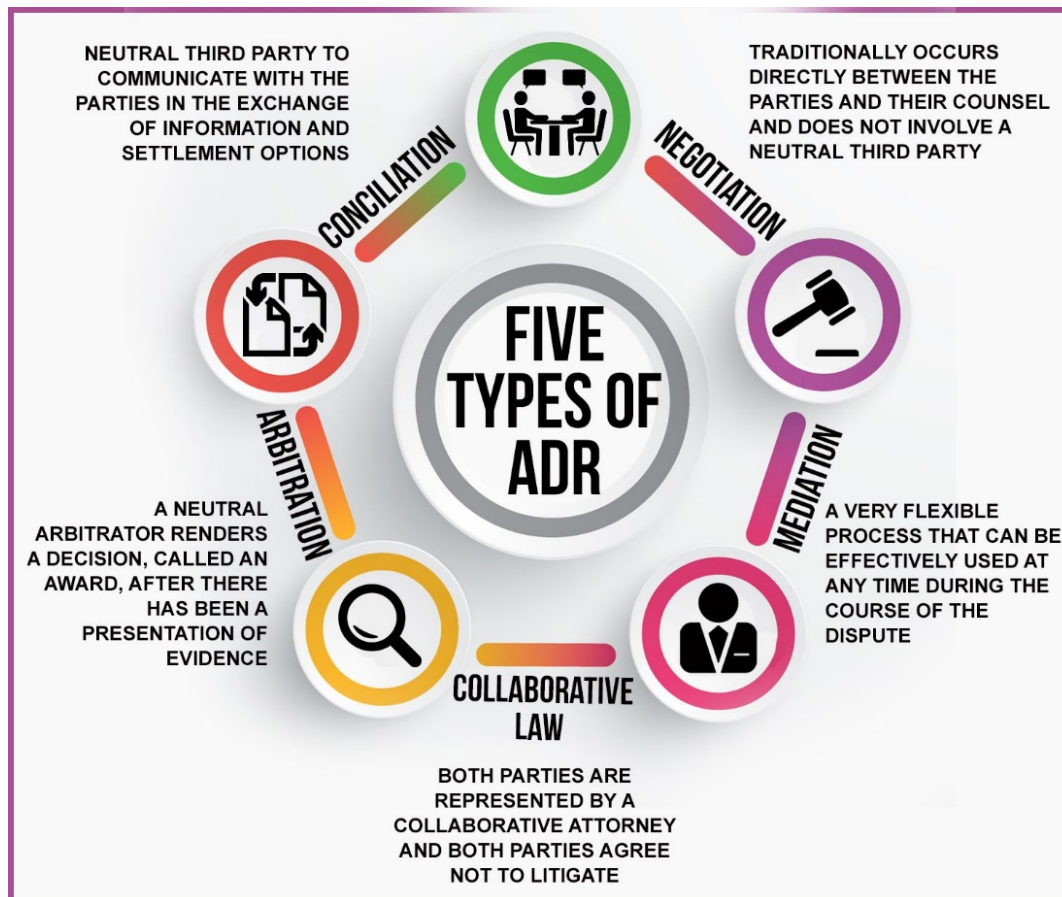 NEUTRAL THIRD PARTY TO
COMMUNICATE WITH THE
PARTIES IN THE EXCHANGE
OF INFORMATION AND
SETTLEMENT OPTIONS
CONCILIATION
TRADITIONALLY OCCURS
DIRECTLY BETWEEN THE
PARTIES AND THEIR COUNSEL
AND DOES NOT INVOLVE A
NEUTRAL THIRD PARTY
NEGOTIATION
FIVE
TYPES OF
ADR
ARBITRATION
A NEUTRAL
ARBITRATOR RENDERS
A DECISION, CALLED AN
AWARD, AFTER THERE
HAS BEEN A
PRESENTATION OF
EVIDENCE
MEDIATION
A VERY FLEXIBLE
PROCESS THAT CAN BE
EFFECTIVELY USED AT
ANY TIME DURING THE
COURSE OF THE
DISPUTE
COLLABORATIVE
LAW
BOTH PARTIES ARE
REPRESENTED BY A
COLLABORATIVE ATTORNEY
AND BOTH PARTIES AGREE
NOT TO LITIGATE